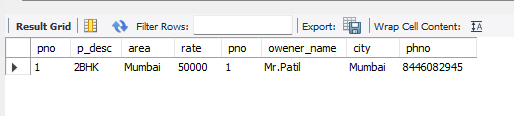 Result Grid Filter Rows: Export: Wrap Cell Content:
pno p_desc area rate pno owener_name city phno
1 2BHK Mumbai 50000 1 Mr.Patil Mumbai 8446082945